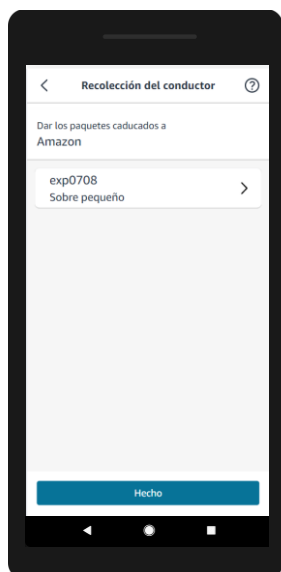 Recolección del conductor
Dar los paquetes caducados a
Amazon
exp0708
Sobre pequeño
Hecho